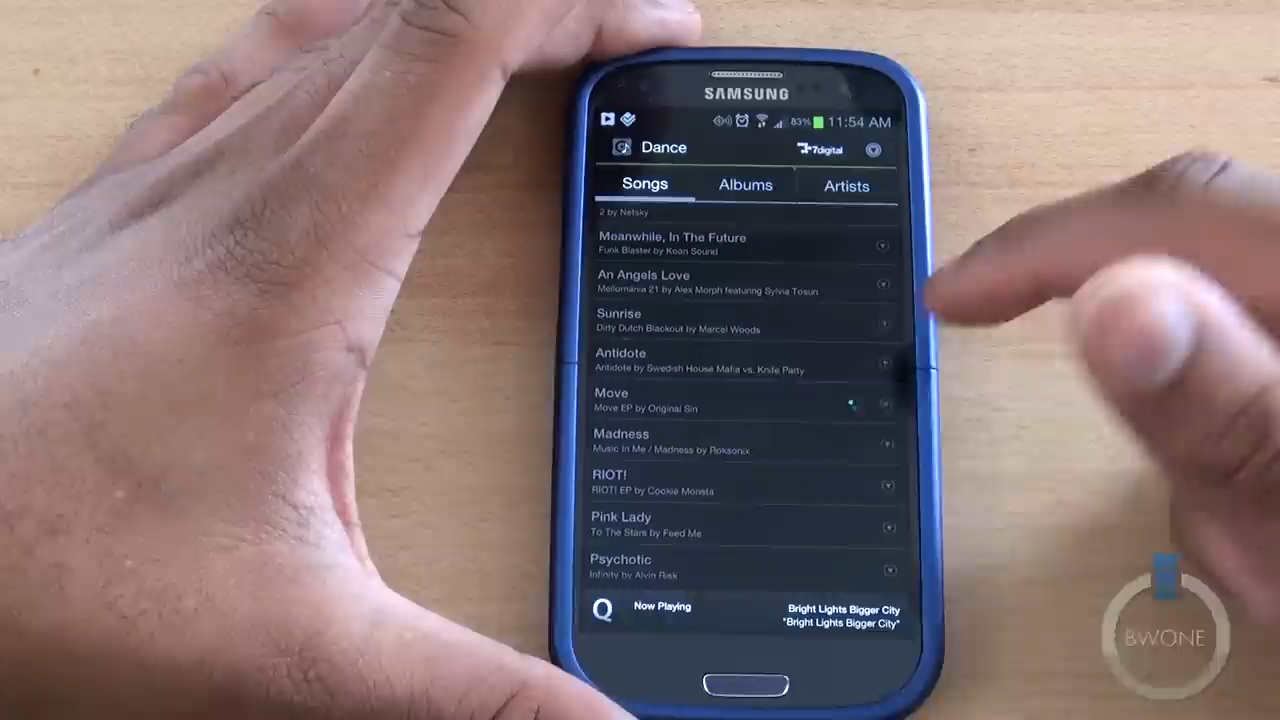 SAMSUNG
83% 11:54 AM
Dance
7digital
Songs
Albums
Artists
2 by Netsky
Meanwhile, In The Future
Funk Blaster by Koan Sound
An Angels Love
Mellomania 21 by Alex Morph featuring Sylvia Tosun
Sunrise
Dirty Dutch Blackout by Marcel Woods
Antidote
Antidote by Swedish House Mafia vs. Knife Party
Move
Move EP by Original Sin
Madness
Music In Me / Madness by Roksonix
RIOT!
RIOT! EP by Cookie Monsta
Pink Lady
To The Stars by Feed Me
Psychotic
Infinity by Alvin Risk
Q
Now Playing
Bright Lights Bigger City
"Bright Lights Bigger City"
BWONE